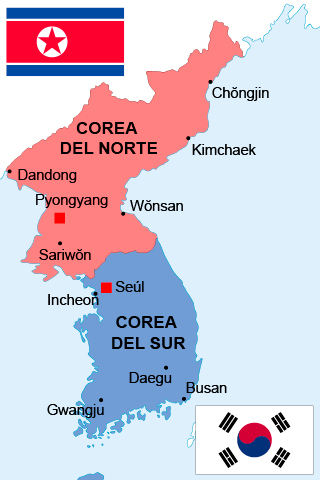 Chŏngjin
COREA
DEL NORTE
Kimchaek
Dandong
Pyongyang
Wŏnsan
Sariwŏn
Seúl
Incheon
COREA
DEL SUR
Daegu
Busan
Gwangju